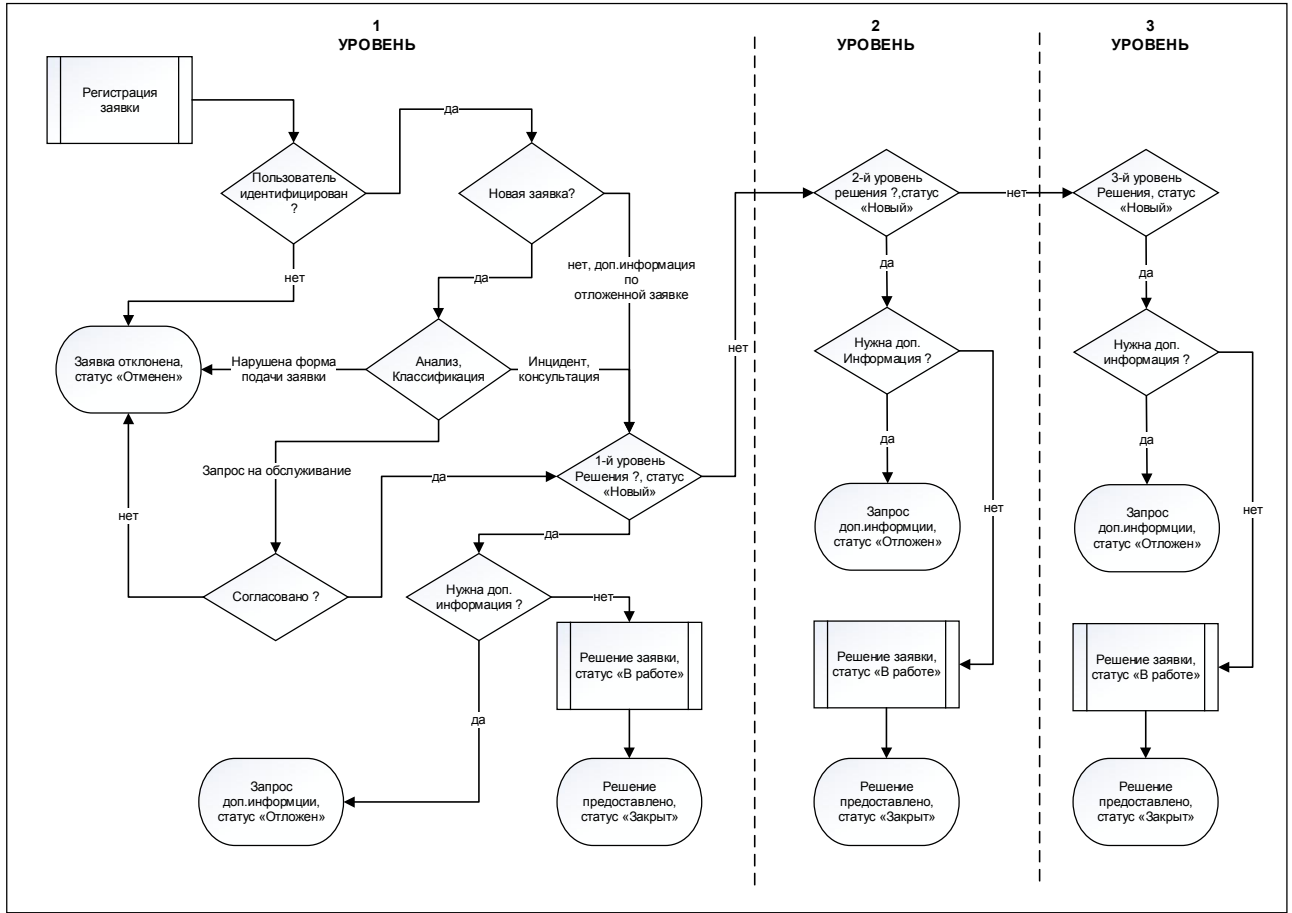 1
УРОВЕНЬ
2
УРОВЕНЬ
3
УРОВЕНЬ
Регистрация
заявки
да
Пользователь
идентифицирован
?
Новая заявка?
2-й уровень
решения ?,статус
«Новый»
нет
3-й уровень
Решения, статус
«Новый»
нет
да
нет, доп.информация
по
отложенной заявке
да
да
Заявка отклонена,
статус «Отменен»
Нарушена форма
подачи заявки
Анализ,
Классификация
Инцидент,
консультация
нет
Нужна доп.
Информация ?
Нужна доп.
информация ?
да
да
Запрос на обслуживание
да
1-й уровень
Решения ?, статус
«Новый»
нет
да
Запрос
доп.информции,
статус «Отложен»
нет
Запрос
доп.информции,
статус «Отложен»
нет
Согласовано ?
Нужна доп.
информация ?
нет
Решение заявки,
статус «В работе»
Решение заявки,
статус «В работе»
Решение заявки,
статус «В работе»
да
Запрос
доп.информции,
статус «Отложен»
Решение
предоставлено,
статус «Закрыт»
Решение
предоставлено,
статус «Закрыт»
Решение
предоставлено,
статус «Закрыт»